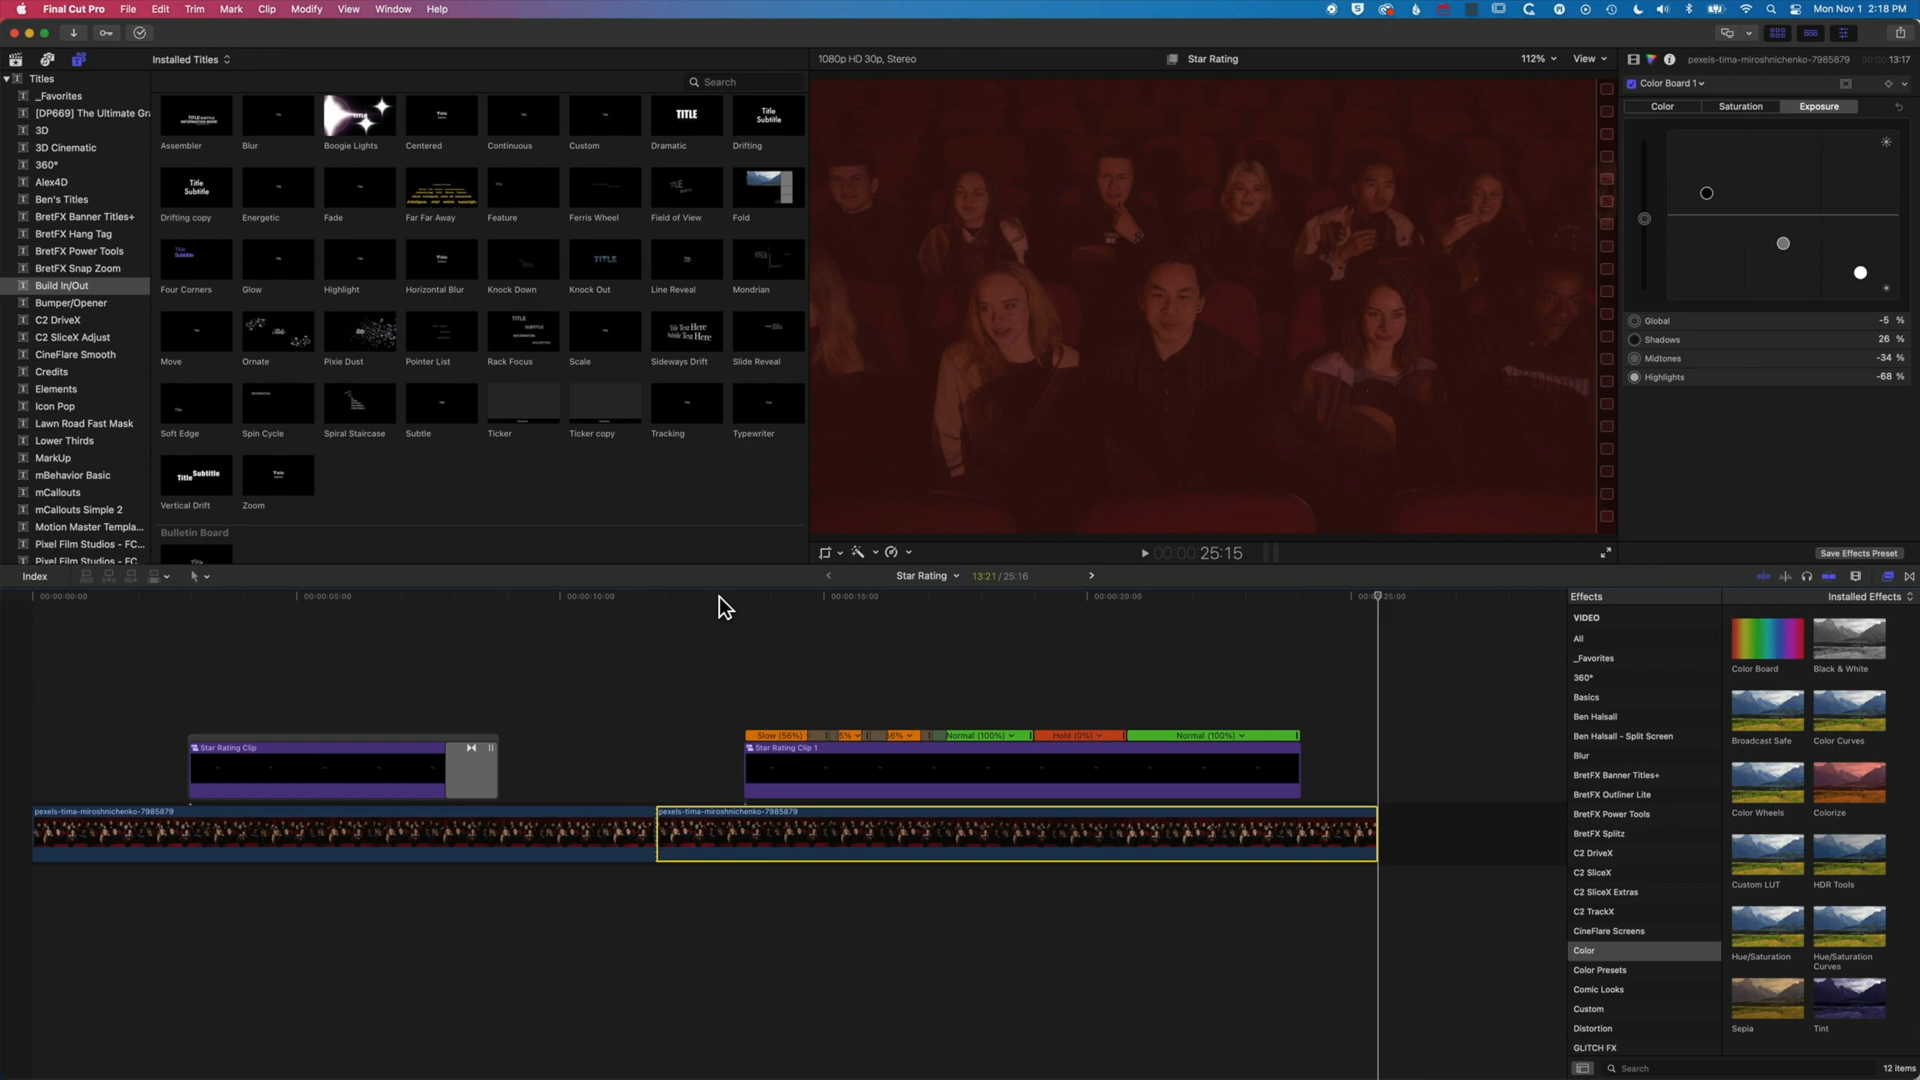 Final Cut Pro File Edit Trim Mark Clip Modify View Window Help
Mon Nov 1 2:18 PM
Installed Titles
1080p HD 30p, Stereo
Star Rating
112%
View
pexels-tima-miroshnichenko-7985879
13:17
Titles
_Favorites
[DP669] The Ultimate Gr
3D
3D Cinematic
360°
Alex4D
Ben's Titles
BretFX Banner Titles+
BretFX Hang Tag
BretFX Power Tools
BretFX Snap Zoom
Build In/Out
Bumper/Opener
C2 DriveX
C2 SliceX Adjust
CineFlare Smooth
Credits
Elements
Icon Pop
Lawn Road Fast Mask
Lower Thirds
MarkUp
mBehavior Basic
mCallouts
mCallouts Simple 2
Motion Master Templa...
Pixel Film Studios - FC...
Pixel Film Studios - FC
Search
Assembler Blur Boogie Lights Centered Continuous Custom Dramatic Drifting
Drifting copy Energetic Fade Far Far Away Feature Ferris Wheel Field of View Fold
Four Corners Glow Highlight Horizontal Blur Knock Down Knock Out Line Reveal Mondrian
Move Ornate Pixie Dust Pointer List Rack Focus Scale Sideways Drift Slide Reveal
Soft Edge Spin Cycle Spiral Staircase Subtle Ticker Ticker copy Tracking Typewriter
Vertical Drift Zoom
Bulletin Board
Color Board 1
Color Saturation Exposure
Global -5 %
Shadows 26 %
Midtones -34 %
Highlights -68 %
Save Effects Preset
00:00:25:15
Index
Star Rating
13:21 / 25:16
00:00:00:00
00:00:05:00
00:00:10:00
00:00:15:00
00:00:20:00
Star Rating Clip
Slow (56%)
Normal (100%)
Hold (0%)
Normal (100%)
Star Rating Clip 1
pexels-tima-miroshnichenko-7985879
pexels-tima-miroshnichenko-7985879
Effects
Installed Effects
VIDEO
All
_Favorites
360°
Basics
Ben Halsall
Ben Halsall - Split Screen
Blur
BretFX Banner Titles+
BretFX Outliner Lite
BretFX Power Tools
BretFX Splitz
C2 DriveX
C2 SliceX
C2 SliceX Extras
C2 TrackX
CineFlare Screens
Color
Color Presets
Comic Looks
Custom
Distortion
GLITCH FX
Color Board Black & White
Broadcast Safe Color Curves
Color Wheels Colorize
Custom LUT HDR Tools
Hue/Saturation Hue/Saturation Curves
Sepia Tint
Search
12 items